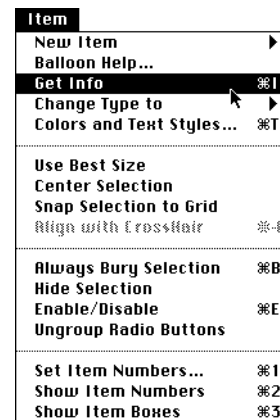 Item
New Item
Balloon Help...
Get Info ⌘I
Change Type to
Colors and Text Styles... ⌘T
Use Best Size
Center Selection
Snap Selection to Grid
Align with CrossHair
Always Bury Selection ⌘B
Hide Selection
Enable/Disable ⌘E
Ungroup Radio Buttons
Set Item Numbers... ⌘1
Show Item Numbers ⌘2
Show Item Boxes ⌘3